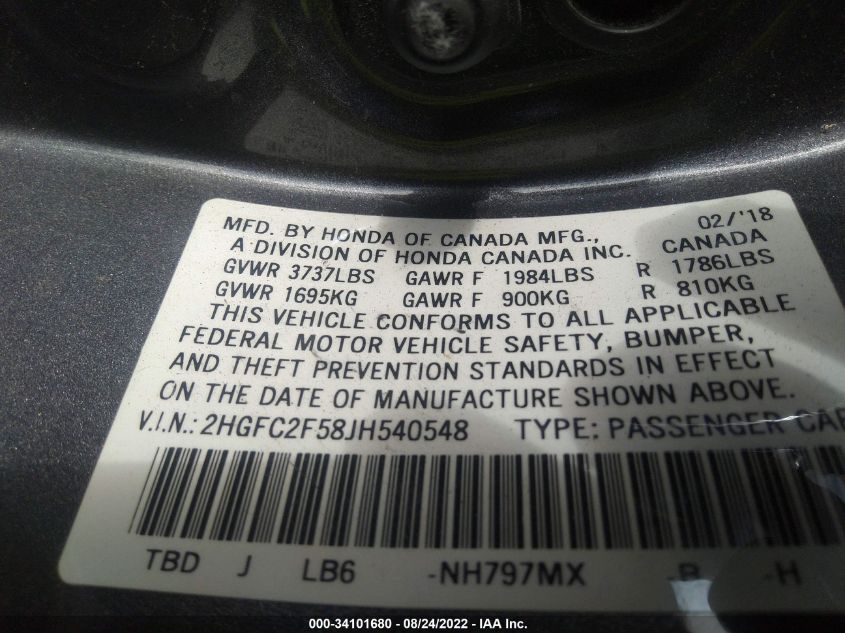 MFD. BY HONDA OF CANADA MFG., 02/'18
A DIVISION OF HONDA CANADA INC. CANADA
GVWR 3737LBS GAWR F 1984LBS R 1786LBS
GVWR 1695KG GAWR F 900KG R 810KG
THIS VEHICLE CONFORMS TO ALL APPLICABLE
FEDERAL MOTOR VEHICLE SAFETY, BUMPER,
AND THEFT PREVENTION STANDARDS IN EFFECT
ON THE DATE OF MANUFACTURE SHOWN ABOVE.
V.I.N.: 2HGFC2F58JH540548 TYPE: PASSENGER CAR
TBD J LB6 -NH797MX -B -H
000-34101680 - 08/24/2022 - IAA Inc.